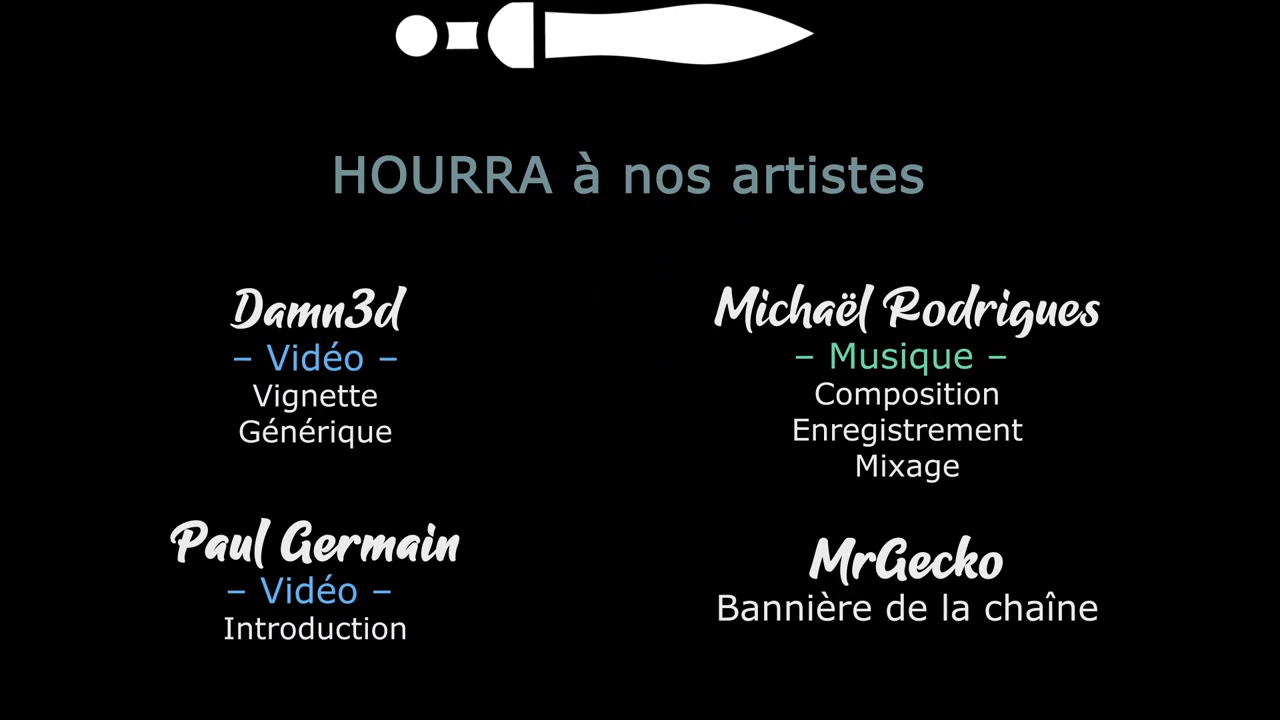 HOURRA à nos artistes
Damn3d
– Vidéo –
Vignette
Générique
Michaël Rodrigues
– Musique –
Composition
Enregistrement
Mixage
Paul Germain
– Vidéo –
Introduction
MrGecko
Bannière de la chaîne